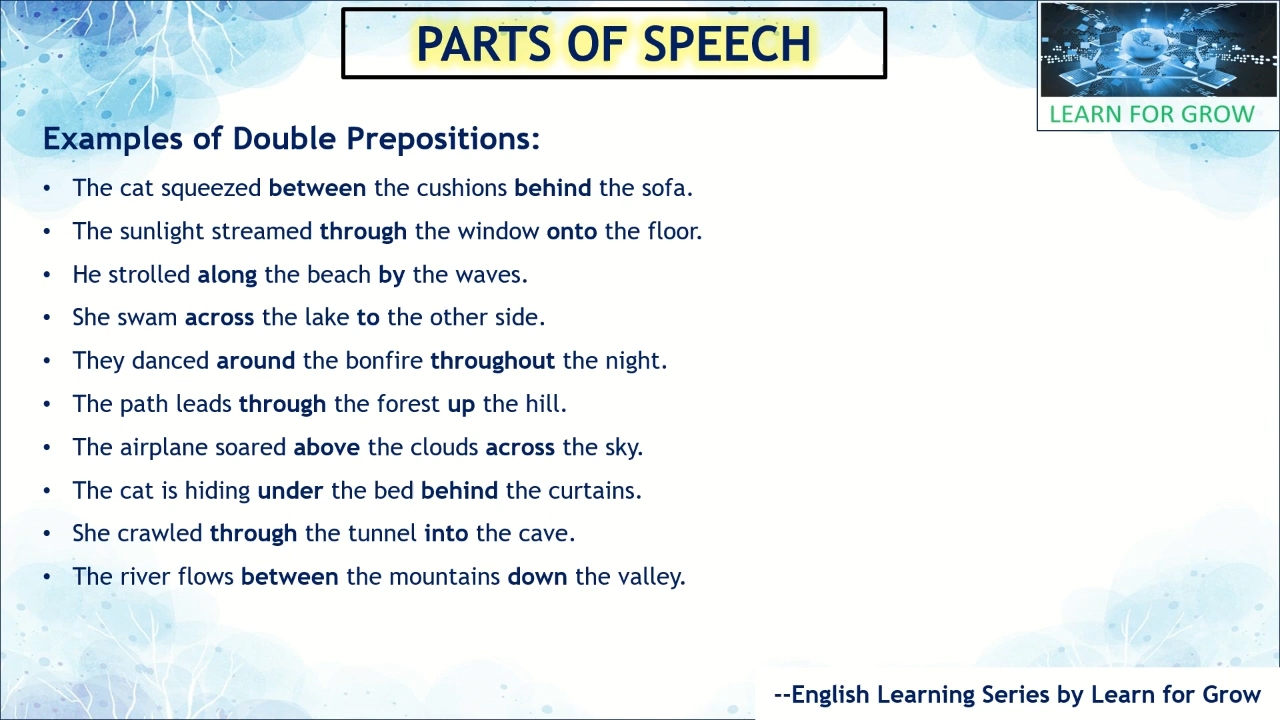 PARTS OF SPEECH
LEARN FOR GROW
Examples of Double Prepositions:
• The cat squeezed between the cushions behind the sofa.
• The sunlight streamed through the window onto the floor.
• He strolled along the beach by the waves.
• She swam across the lake to the other side.
• They danced around the bonfire throughout the night.
• The path leads through the forest up the hill.
• The airplane soared above the clouds across the sky.
• The cat is hiding under the bed behind the curtains.
• She crawled through the tunnel into the cave.
• The river flows between the mountains down the valley.
--English Learning Series by Learn for Grow